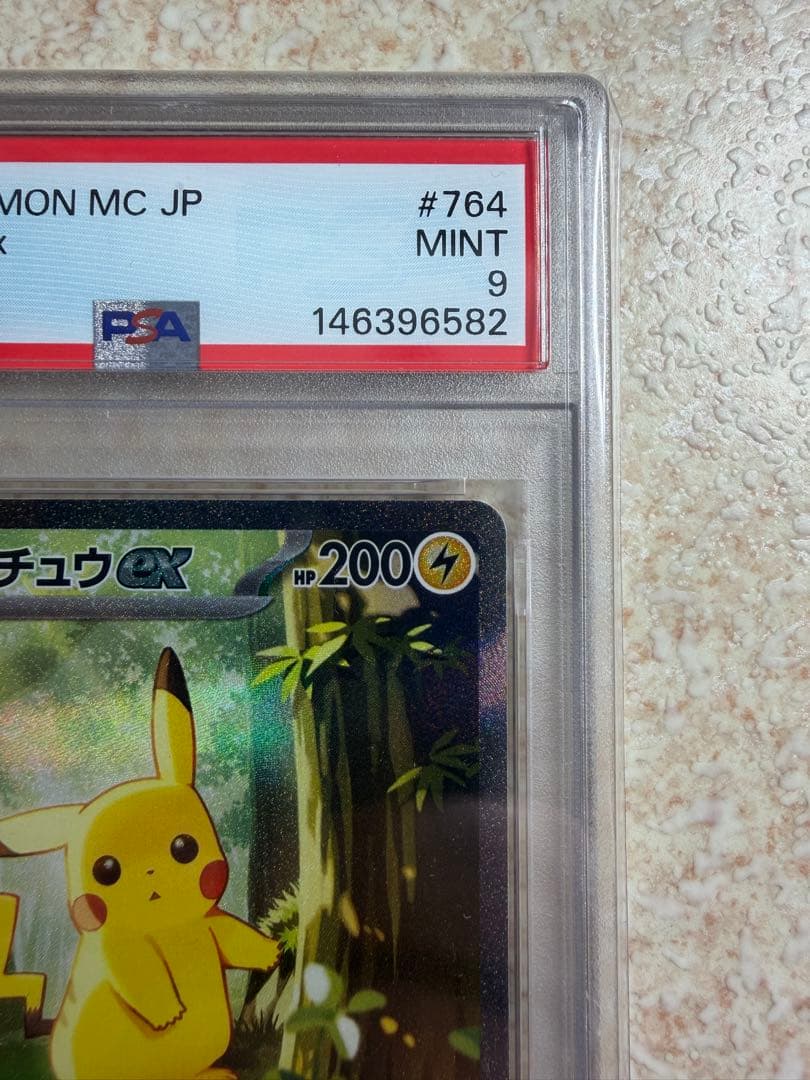 MON MC JP #764
x MINT
9
PSA 146396582
チュウex HP200